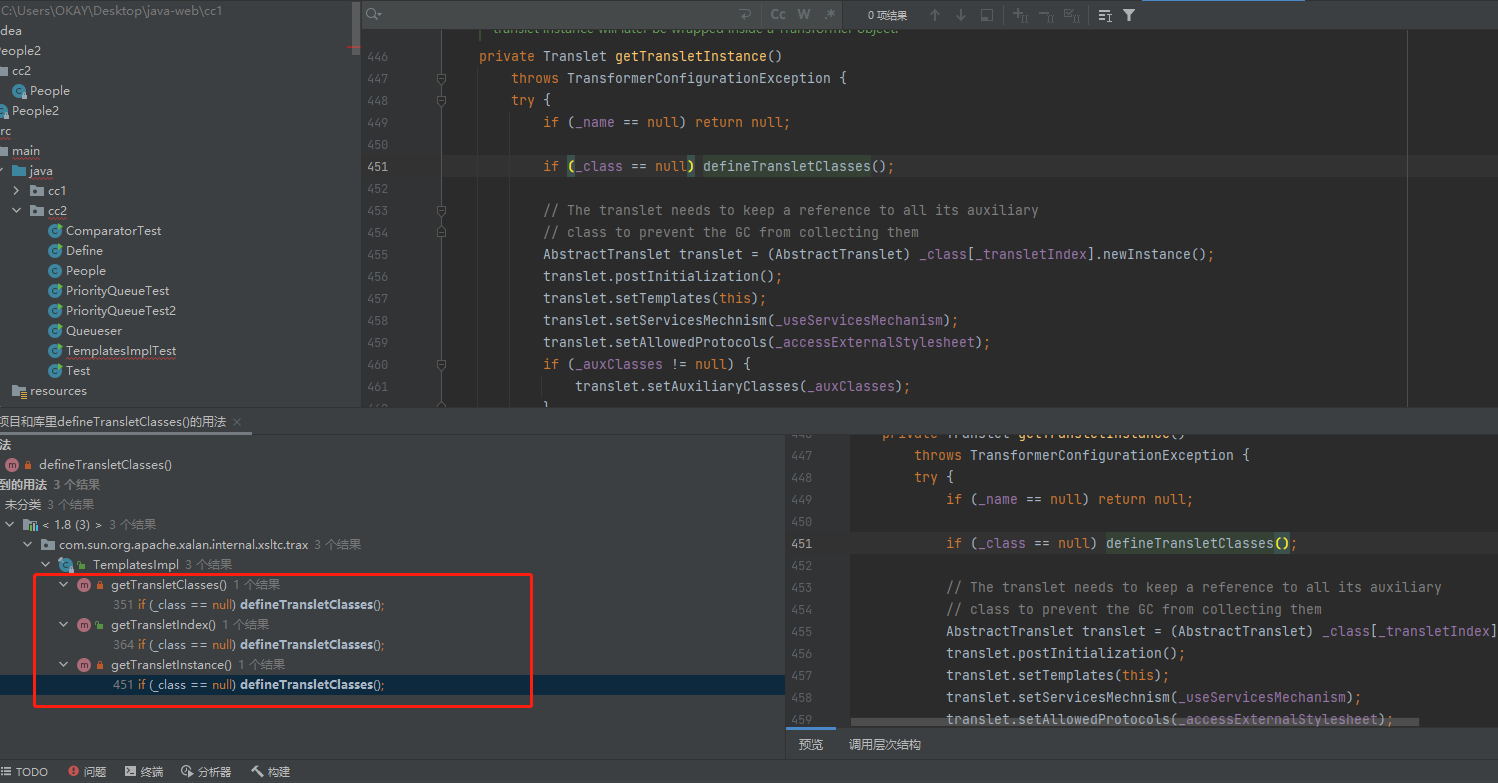 C:\Users\OKAY\Desktop\java-web\cc1
dea
eople2
cc2
People
People2
rc
main
java
cc1
cc2
ComparatorTest
Define
People
PriorityQueueTest
PriorityQueueTest2
Queueser
TemplatesImplTest
Test
resources
Cc W .* 0 项结果
translet instance will later be wrapped inside a Transformer object.
446 private Translet getTransletInstance()
447 throws TransformerConfigurationException {
448 try {
449 if (_name == null) return null;
450
451 if (_class == null) defineTransletClasses();
452
453 // The translet needs to keep a reference to all its auxiliary
454 // class to prevent the GC from collecting them
455 AbstractTranslet translet = (AbstractTranslet) _class[_transletIndex].newInstance();
456 translet.postInitialization();
457 translet.setTemplates(this);
458 translet.setServicesMechnism(_useServicesMechanism);
459 translet.setAllowedProtocols(_accessExternalStylesheet);
460 if (_auxClasses != null) {
461 translet.setAuxiliaryClasses(_auxClasses);
}
项目和库里defineTransletClasses()的用法
法
defineTransletClasses()
到的用法 3 个结果
未分类 3 个结果
< 1.8 (3) > 3 个结果
com.sun.org.apache.xalan.internal.xsltc.trax 3 个结果
TemplatesImpl 3 个结果
getTransletClasses() 1 个结果
351 if (_class == null) defineTransletClasses();
getTransletIndex() 1 个结果
364 if (_class == null) defineTransletClasses();
getTransletInstance() 1 个结果
451 if (_class == null) defineTransletClasses();
private Translet getTransletInstance()
447 throws TransformerConfigurationException {
448 try {
449 if (_name == null) return null;
450
451 if (_class == null) defineTransletClasses();
452
453 // The translet needs to keep a reference to all its auxiliary
454 // class to prevent the GC from collecting them
455 AbstractTranslet translet = (AbstractTranslet) _class[_transletIndex]
456 translet.postInitialization();
457 translet.setTemplates(this);
458 translet.setServicesMechnism(_useServicesMechanism);
459 translet.setAllowedProtocols(_accessExternalStylesheet);
预览 调用层次结构
TODO 问题 终端 分析器 构建